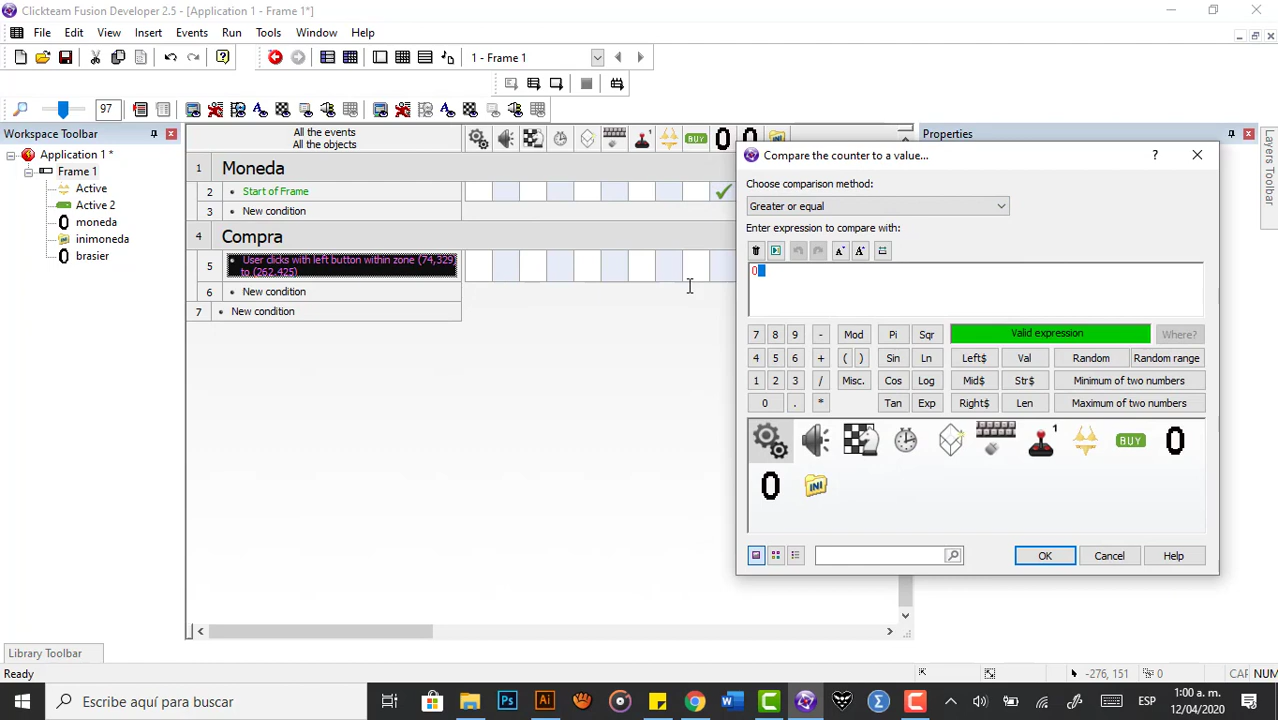 Clickteam Fusion Developer 2.5 - [Application 1 - Frame 1*]
File Edit View Insert Events Run Tools Window Help
1 - Frame 1
97
Workspace Toolbar
Application 1 *
Frame 1
Active
Active 2
moneda
inimoneda
brasier
All the events
All the objects
BUY
1 Moneda
2 Start of Frame
3 New condition
4 Compra
5 User clicks with left button within zone (74,329) to (262,425)
6 New condition
7 New condition
Properties
Layers Toolbar
Compare the counter to a value...
?
Choose comparison method:
Greater or equal
Enter expression to compare with:
0
7 8 9 - Mod Pi Sqr Valid expression Where?
4 5 6 + ( ) Sin Ln Left$ Val Random Random range
1 2 3 / Misc. Cos Log Mid$ Str$ Minimum of two numbers
0 . * Tan Exp Right$ Len Maximum of two numbers
1 BUY 0
0 INI
OK Cancel Help
Library Toolbar
Ready
-276, 151
0
CAF NUM
Escribe aquí para buscar
Ps
Ai
ESP
1:00 a. m.
12/04/2020